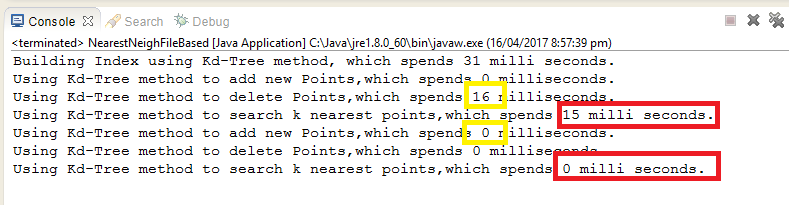 Console Search Debug
<terminated> NearestNeighFileBased [Java Application] C:\Java\jre1.8.0_60\bin\javaw.exe (16/04/2017 8:57:39 pm)
Building Index using Kd-Tree method, which spends 31 milli seconds.
Using Kd-Tree method to add new Points,which spends 0 milliseconds.
Using Kd-Tree method to delete Points,which spends 16 milliseconds.
Using Kd-Tree method to search k nearest points,which spends 15 milli seconds.
Using Kd-Tree method to add new Points,which spends 0 milliseconds.
Using Kd-Tree method to delete Points,which spends 0 milliseconds.
Using Kd-Tree method to search k nearest points,which spends 0 milli seconds.